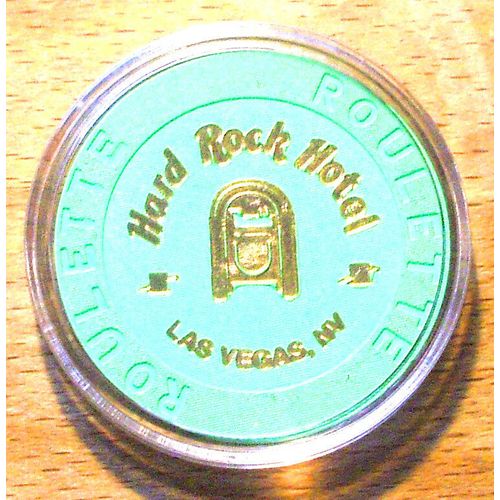 ROULETTE
ROULETTE
Hard Rock Hotel
LAS VEGAS, NV